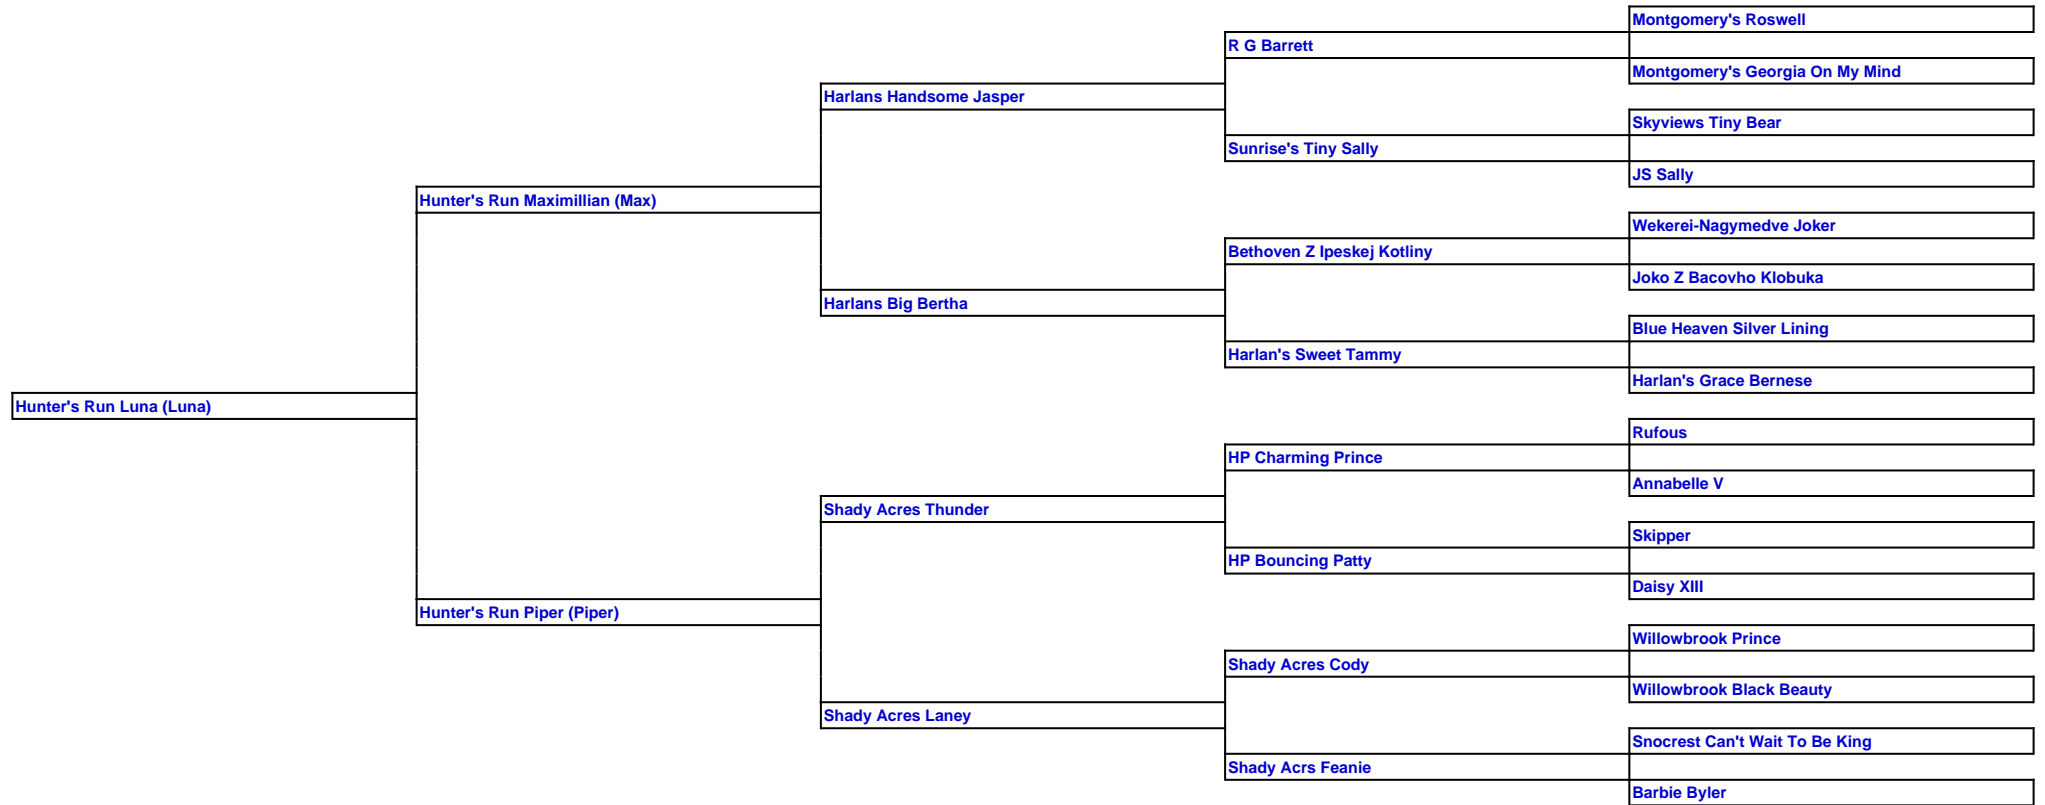 Montgomery's Roswell
R G Barrett
Montgomery's Georgia On My Mind
Harlans Handsome Jasper
Skyviews Tiny Bear
Sunrise's Tiny Sally
JS Sally
Hunter's Run Maximillian (Max)
Wekerei-Nagymedve Joker
Bethoven Z Ipeskej Kotliny
Joko Z Bacovho Klobuka
Harlans Big Bertha
Blue Heaven Silver Lining
Harlan's Sweet Tammy
Harlan's Grace Bernese
Hunter's Run Luna (Luna)
Rufous
HP Charming Prince
Annabelle V
Shady Acres Thunder
Skipper
HP Bouncing Patty
Daisy XIII
Hunter's Run Piper (Piper)
Willowbrook Prince
Shady Acres Cody
Willowbrook Black Beauty
Shady Acres Laney
Snocrest Can't Wait To Be King
Shady Acrs Feanie
Barbie Byler